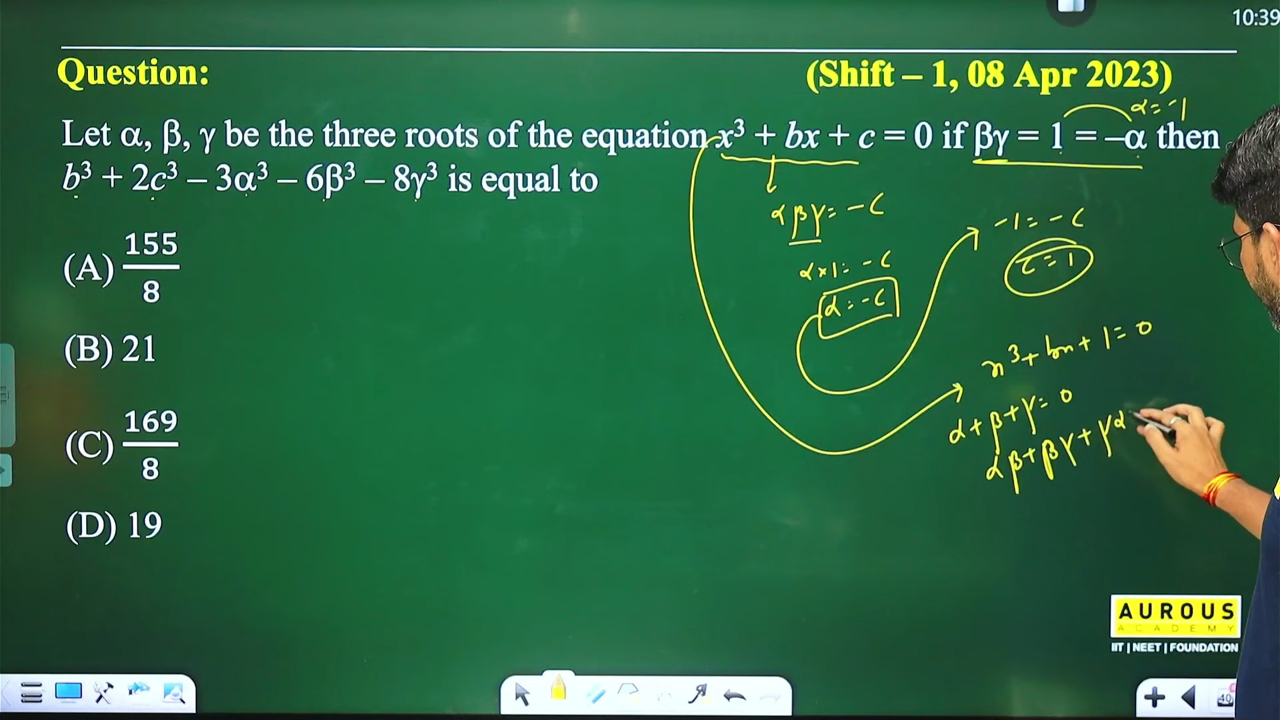 10:39
Question:
(Shift – 1, 08 Apr 2023)
α = -1
Let α, β, γ be the three roots of the equation x³ + bx + c = 0 if βγ = 1 = –α then
b³ + 2c³ – 3α³ – 6β³ – 8γ³ is equal to
(A) 155/8
(B) 21
(C) 169/8
(D) 19
αβγ = -c
α×1 = -c
α = -c
-1 = -c
c = 1
x³ + bx + 1 = 0
α + β + γ = 0
αβ + βγ + γα
AUROUS
ACADEMY
IIT | NEET | FOUNDATION
40